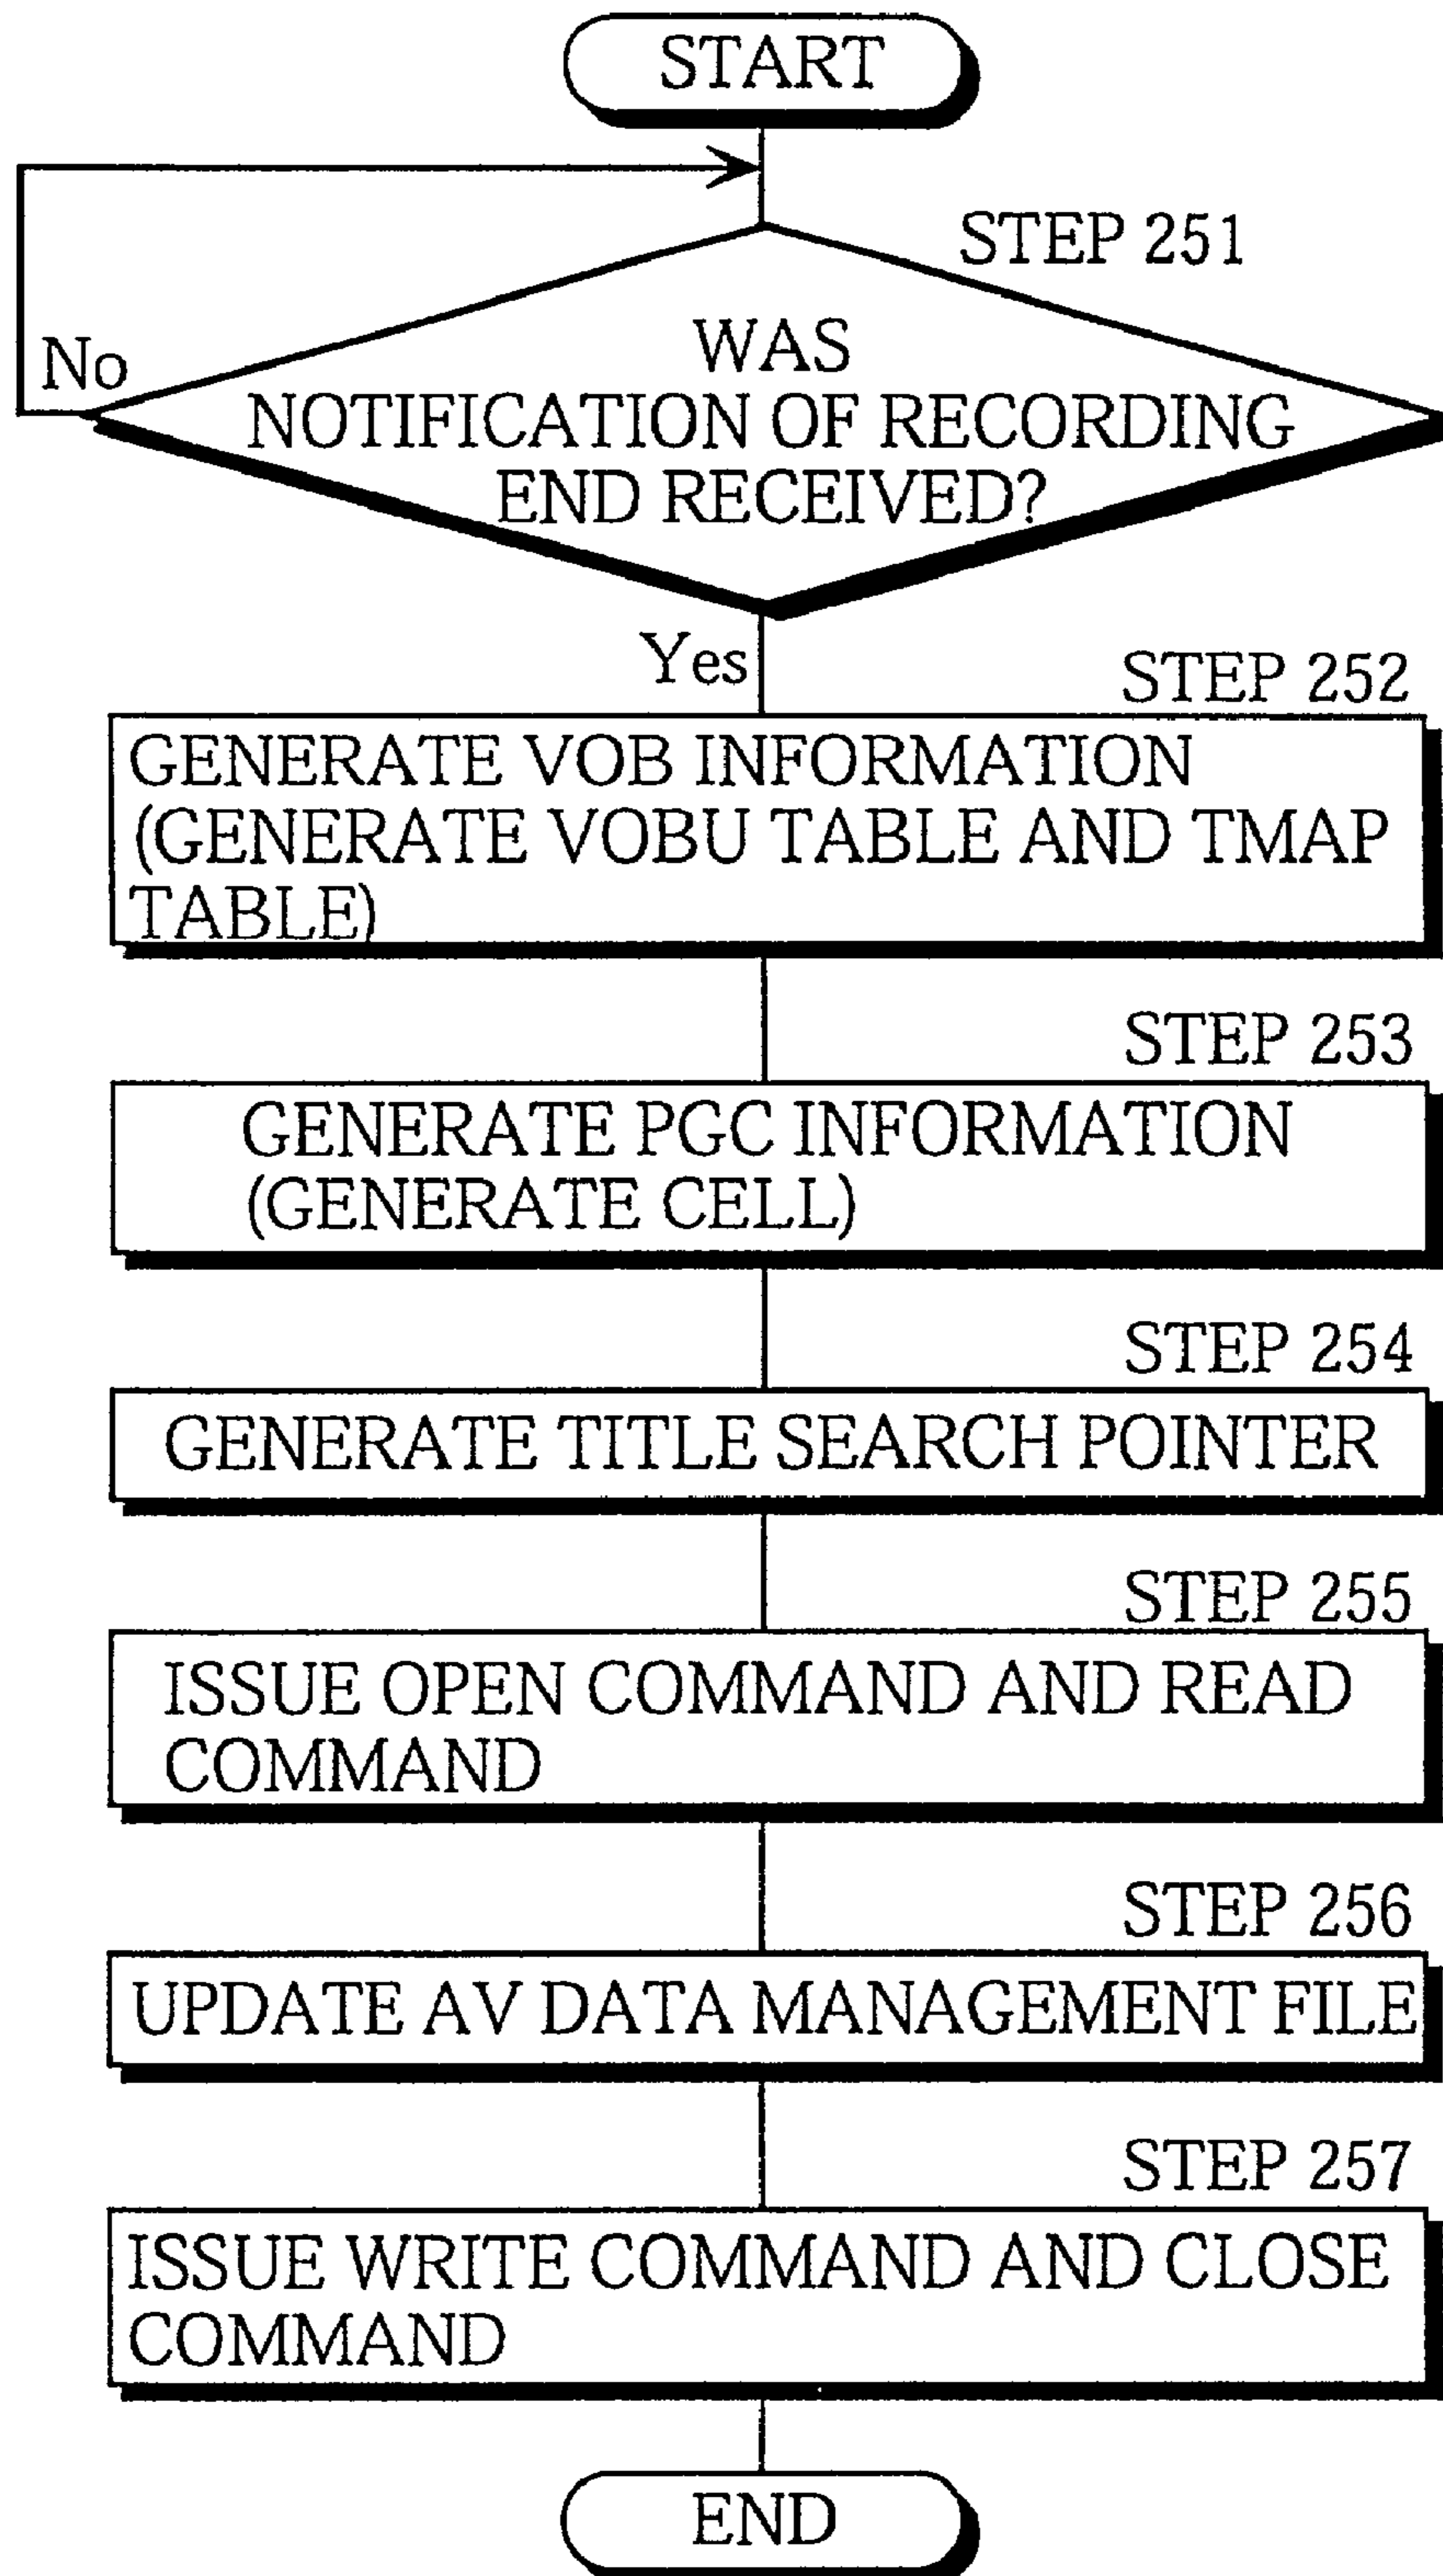 START
STEP 251
No
WAS
NOTIFICATION OF RECORDING
END RECEIVED?
Yes
STEP 252
GENERATE VOB INFORMATION
(GENERATE VOBU TABLE AND TMAP
TABLE)
STEP 253
GENERATE PGC INFORMATION
(GENERATE CELL)
STEP 254
GENERATE TITLE SEARCH POINTER
STEP 255
ISSUE OPEN COMMAND AND READ
COMMAND
STEP 256
UPDATE AV DATA MANAGEMENT FILE
STEP 257
ISSUE WRITE COMMAND AND CLOSE
COMMAND
END